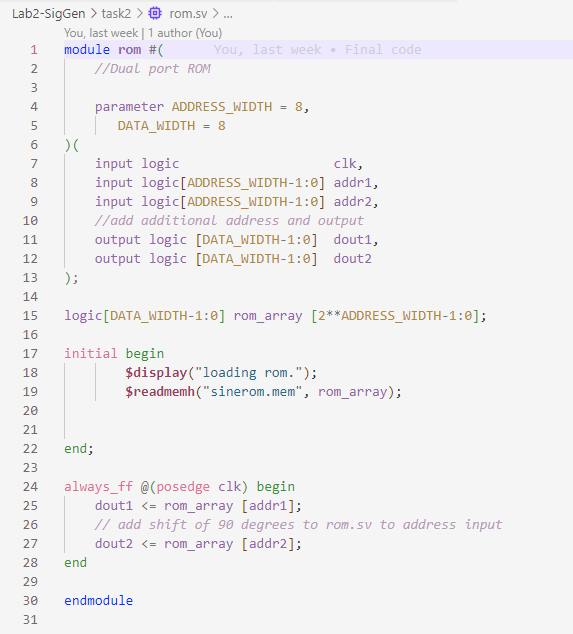 Lab2-SigGen > task2 > rom.sv > ...
You, last week | 1 author (You)
1 module rom #( You, last week • Final code
2 //Dual port ROM
3
4 parameter ADDRESS_WIDTH = 8,
5 DATA_WIDTH = 8
6 )(
7 input logic clk,
8 input logic[ADDRESS_WIDTH-1:0] addr1,
9 input logic[ADDRESS_WIDTH-1:0] addr2,
10 //add additional address and output
11 output logic [DATA_WIDTH-1:0] dout1,
12 output logic [DATA_WIDTH-1:0] dout2
13 );
14
15 logic[DATA_WIDTH-1:0] rom_array [2**ADDRESS_WIDTH-1:0];
16
17 initial begin
18 $display("loading rom.");
19 $readmemh("sinerom.mem", rom_array);
20
21
22 end;
23
24 always_ff @(posedge clk) begin
25 dout1 <= rom_array [addr1];
26 // add shift of 90 degrees to rom.sv to address input
27 dout2 <= rom_array [addr2];
28 end
29
30 endmodule
31